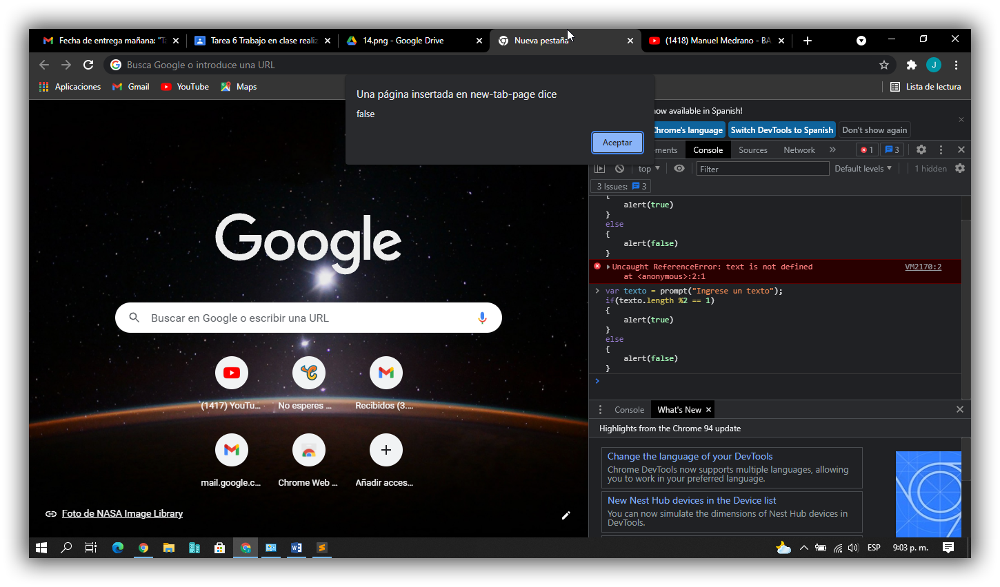 Fecha de entrega mañana: "Ta
Tarea 6 Trabajo en clase realiz
14.png - Google Drive
Nueva pestaña
(1418) Manuel Medrano - BA
Busca Google o introduce una URL
J
Aplicaciones
Gmail
YouTube
Maps
Lista de lectura
Una página insertada en new-tab-page dice
false
Aceptar
now available in Spanish!
Chrome's language
Switch DevTools to Spanish
Don't show again
ments
Console
Sources
Network
1
3
top
Filter
Default levels
1 hidden
3 Issues:
3
{
alert(true)
}
else
{
alert(false)
}
Uncaught ReferenceError: text is not defined
VM2170:2
at <anonymous>:2:1
var texto = prompt("Ingrese un texto");
if(texto.length %2 == 1)
{
alert(true)
}
else
{
alert(false)
}
Google
Buscar en Google o escribir una URL
(1417) YouTu...
No esperes ...
Recibidos (3....
mail.google.c...
Chrome Web ...
Añadir acces...
Foto de NASA Image Library
Console
What's New
Highlights from the Chrome 94 update
Change the language of your DevTools
Chrome DevTools now supports multiple languages, allowing
you to work in your preferred language.
New Nest Hub devices in the Device list
You can now simulate the dimensions of Nest Hub devices in
DevTools.
ESP
9:03 p. m.